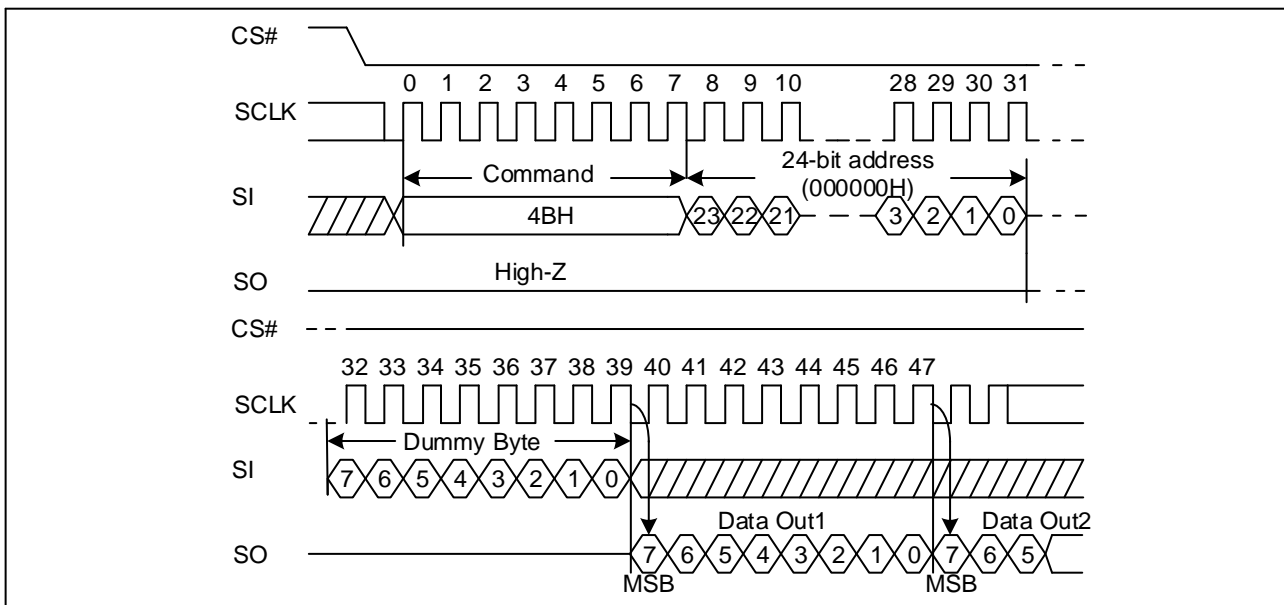 CS#
0 1 2 3 4 5 6 7 8 9 10 28 29 30 31
SCLK
Command 24-bit address
(000000H)
SI
4BH 23 22 21 3 2 1 0
High-Z
SO
CS#
32 33 34 35 36 37 38 39 40 41 42 43 44 45 46 47
SCLK
Dummy Byte
SI
7 6 5 4 3 2 1 0
Data Out1 Data Out2
SO
7 6 5 4 3 2 1 0 7 6 5
MSB MSB